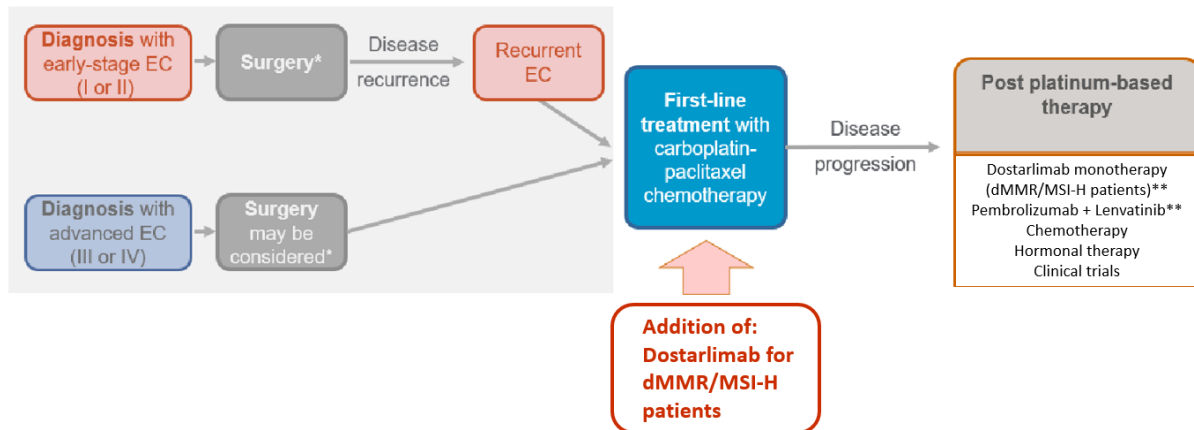 Diagnosis with
early-stage EC
(I or II)
Surgery*
Disease
recurrence
Recurrent
EC
Diagnosis with
advanced EC
(III or IV)
Surgery
may be
considered*
First-line
treatment with
carboplatin-
paclitaxel
chemotherapy
Disease
progression
Post platinum-based
therapy
Dostarlimab monotherapy
(dMMR/MSI-H patients)**
Pembrolizumab + Lenvatinib**
Chemotherapy
Hormonal therapy
Clinical trials
Addition of:
Dostarlimab for
dMMR/MSI-H
patients